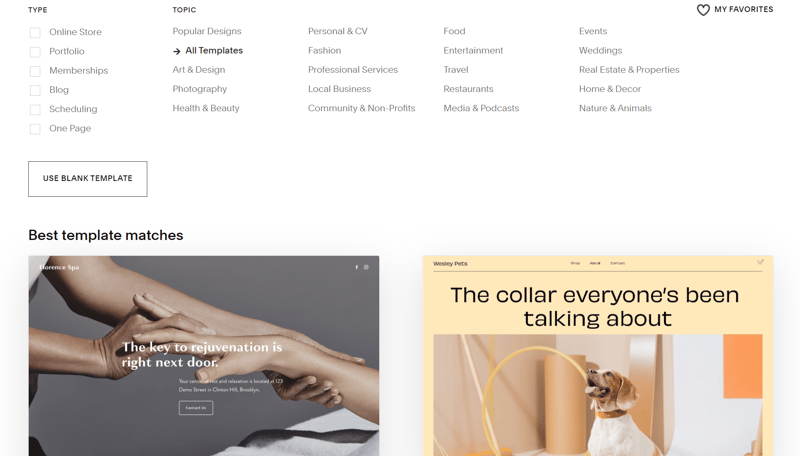 TYPE
TOPIC
MY FAVORITES
Online Store
Portfolio
Memberships
Blog
Scheduling
One Page
Popular Designs
→ All Templates
Art & Design
Photography
Health & Beauty
Personal & CV
Fashion
Professional Services
Local Business
Community & Non-Profits
Food
Entertainment
Travel
Restaurants
Media & Podcasts
Events
Weddings
Real Estate & Properties
Home & Decor
Nature & Animals
USE BLANK TEMPLATE
Best template matches
Florence Spa
The key to rejuvenation is
right next door.
Your center of rest and relaxation is located at 123
Demo Street in Clinton Hill, Brooklyn.
Contact Us
Wesley Pets
Shop About Contact
The collar everyone's been
talking about